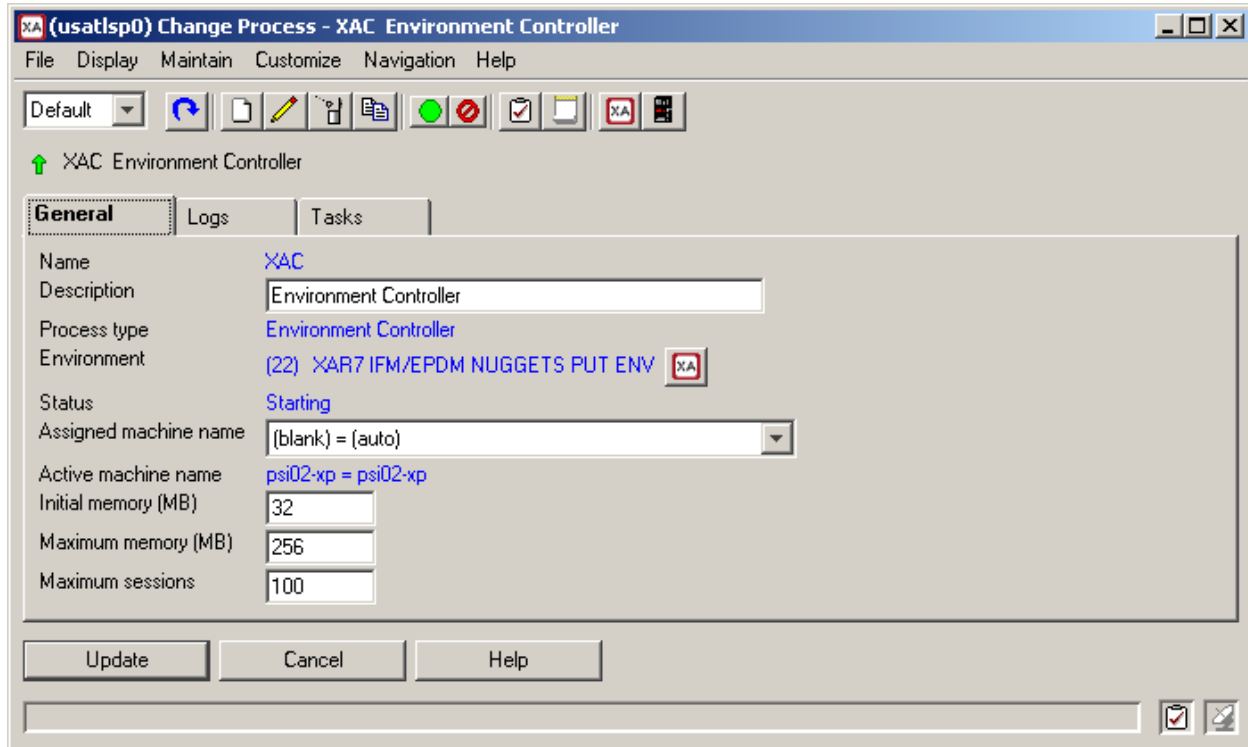 XA (usatlsp0) Change Process - XAC Environment Controller
File Display Maintain Customize Navigation Help
Default XA
XAC Environment Controller
General Logs Tasks
Name XAC
Description Environment Controller
Process type Environment Controller
Environment (22) XAR7 IFM/EPDM NUGGETS PUT ENV XA
Status Starting
Assigned machine name (blank) = (auto)
Active machine name psi02-xp = psi02-xp
Initial memory (MB) 32
Maximum memory (MB) 256
Maximum sessions 100
Update Cancel Help